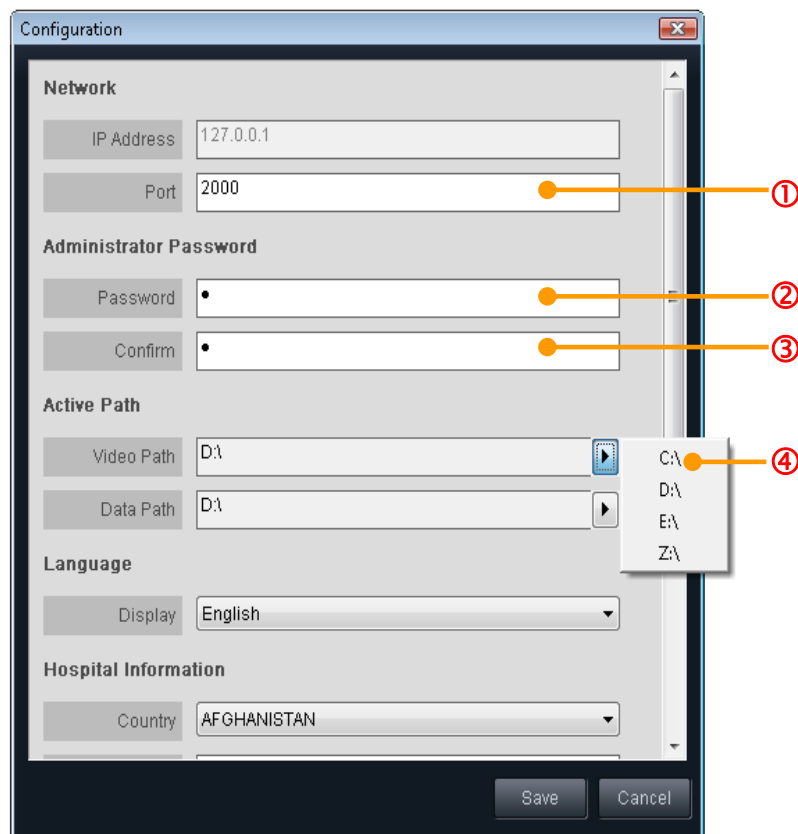 Configuration
Network
IP Address 127.0.0.1
Port 2000 ①
Administrator Password
Password • ②
Confirm • ③
Active Path
Video Path D:\ C:\ ④
D:\
Data Path D:\
E:\
Z:\
Language
Display English
Hospital Information
Country AFGHANISTAN
Save Cancel